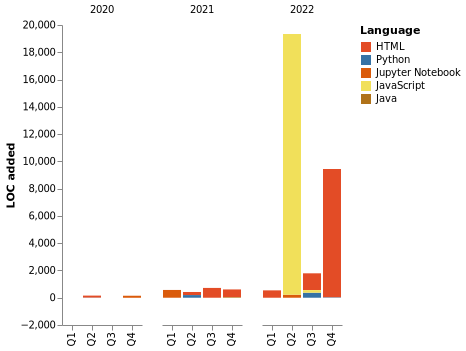 2020 2021 2022
Language
HTML
Python
Jupyter Notebook
JavaScript
Java
LOC added
20,000
18,000
16,000
14,000
12,000
10,000
8,000
6,000
4,000
2,000
0
−2,000
Q1 Q2 Q3 Q4 Q1 Q2 Q3 Q4 Q1 Q2 Q3 Q4